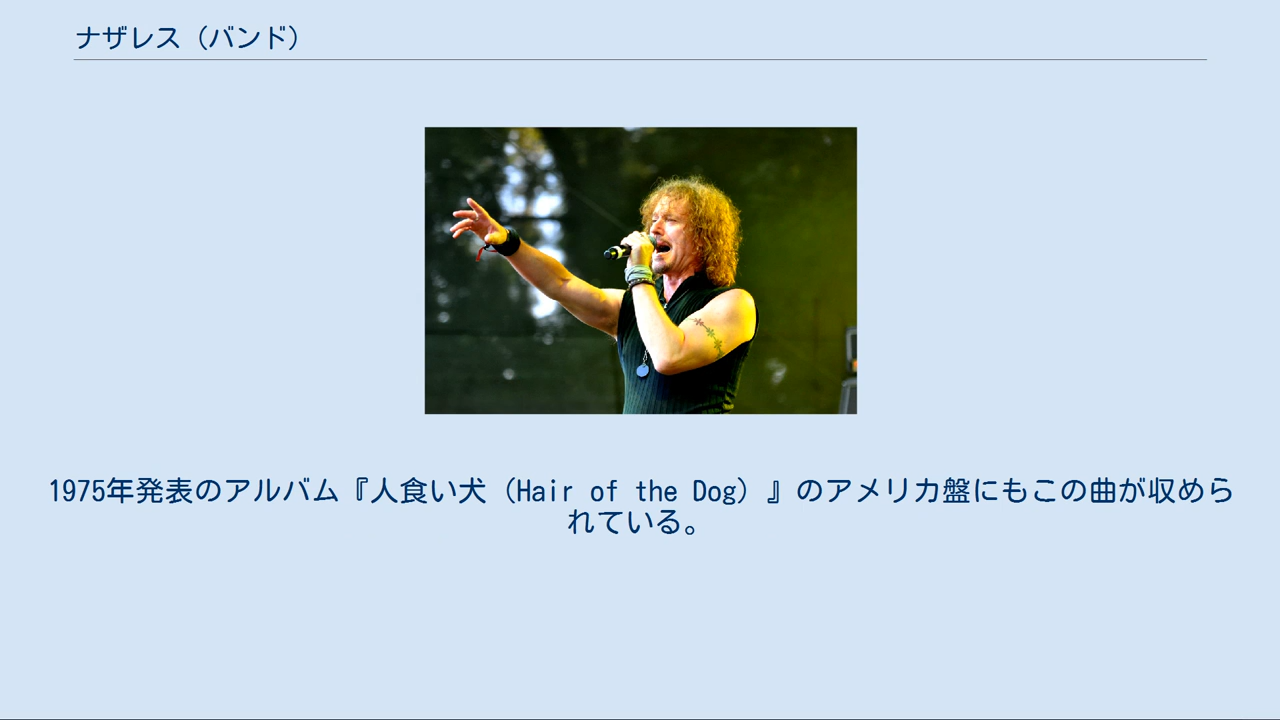 ナザレス（バンド）
1975年発表のアルバム『人食い犬（Hair of the Dog）』のアメリカ盤にもこの曲が収めら
れている。